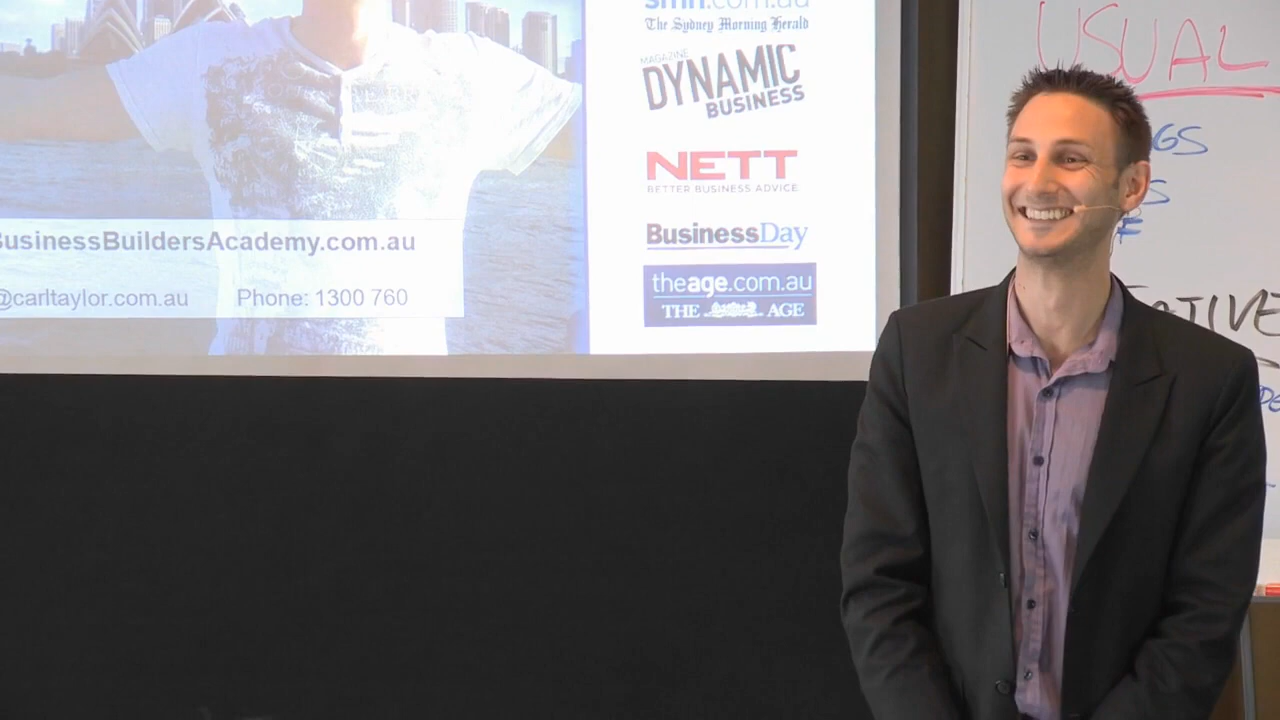 smh.com.au
The Sydney Morning Herald
MAGAZINE
DYNAMIC
BUSINESS
NETT
BETTER BUSINESS ADVICE
BusinessDay
theage.com.au
THE AGE
BusinessBuildersAcademy.com.au
@carltaylor.com.au Phone: 1300 760
USUAL
GS
S
F
ATIVE